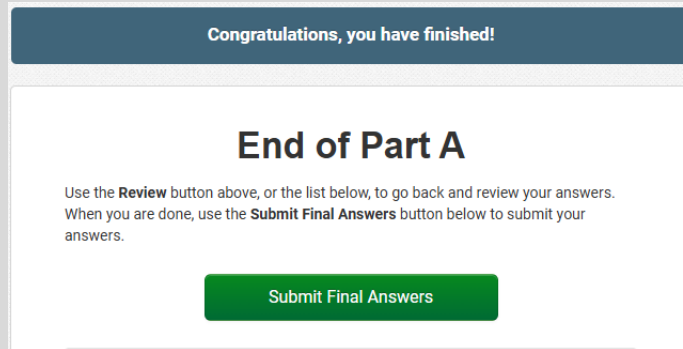 Congratulations, you have finished!
End of Part A
Use the Review button above, or the list below, to go back and review your answers.
When you are done, use the Submit Final Answers button below to submit your
answers.
Submit Final Answers